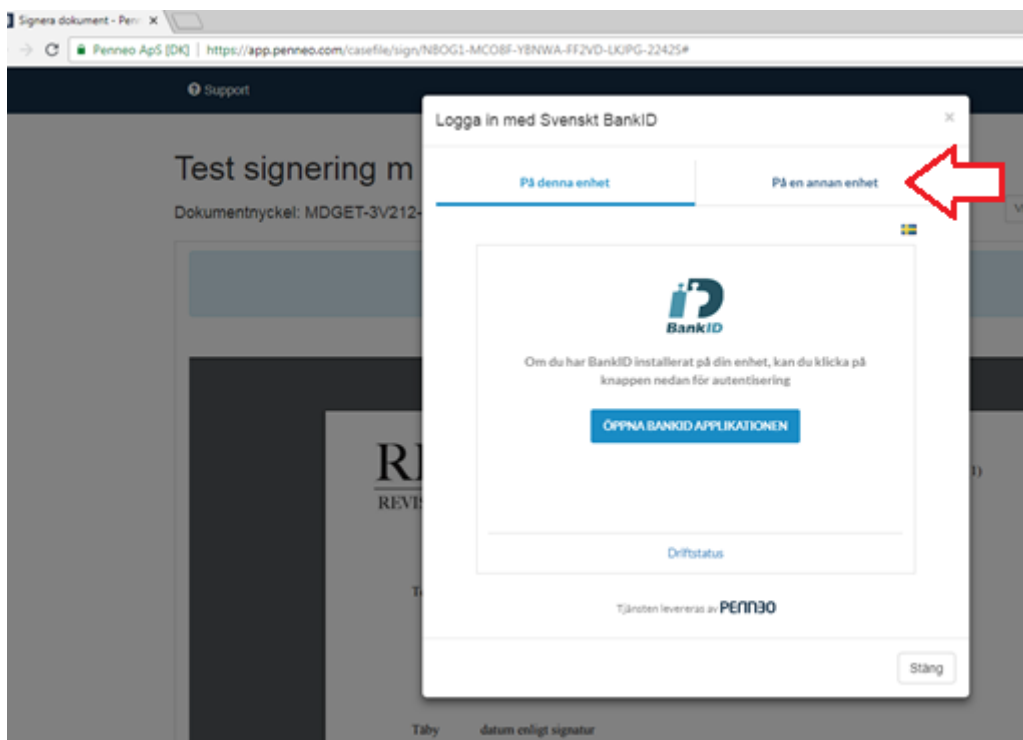 Signera dokument - Penn
Penneo ApS [DK] | https://app.penneo.com/casefile/sign/NBOG1-MCO8F-YBNWA-FF2VD-LKJPG-2242S#
Support
Logga in med Svenskt BankID
×
Test signering m
På denna enhet
På en annan enhet
Dokumentnyckel: MDGET-3V212-
BankID
Om du har BankID installerat på din enhet, kan du klicka på
knappen nedan för autentisering
ÖPPNA BANKID APPLIKATIONEN
REVIS
Driftstatus
Tjänsten levereras av PENNEO
Stäng
Täby datum enligt signatur